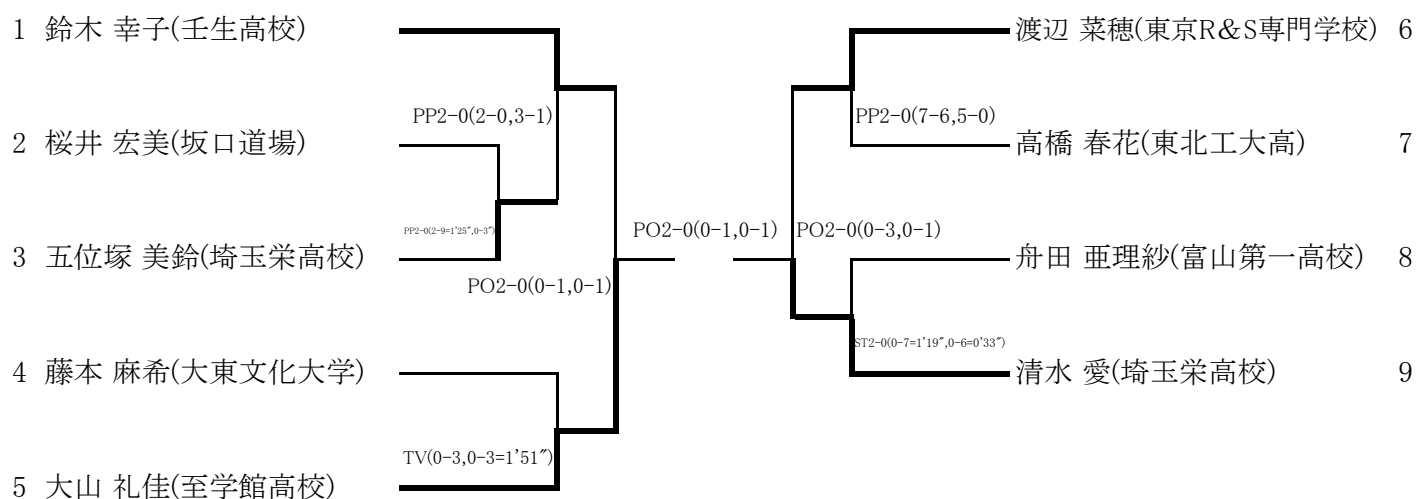 1 鈴木 幸子(壬生高校)
PP2-0(2-0,3-1)
2 桜井 宏美(坂口道場)
PP2-0(2-9=1'25",0-3")
3 五位塚 美鈴(埼玉栄高校)
PO2-0(0-1,0-1)
4 藤本 麻希(大東文化大学)
TV(0-3,0-3=1'51")
5 大山 礼佳(至学館高校)
PO2-0(0-1,0-1)
PO2-0(0-3,0-1)
渡辺 菜穂(東京R&S専門学校) 6
PP2-0(7-6,5-0)
高橋 春花(東北工大高) 7
舟田 亜理紗(富山第一高校) 8
ST2-0(0-7=1'19",0-6=0'33")
清水 愛(埼玉栄高校) 9